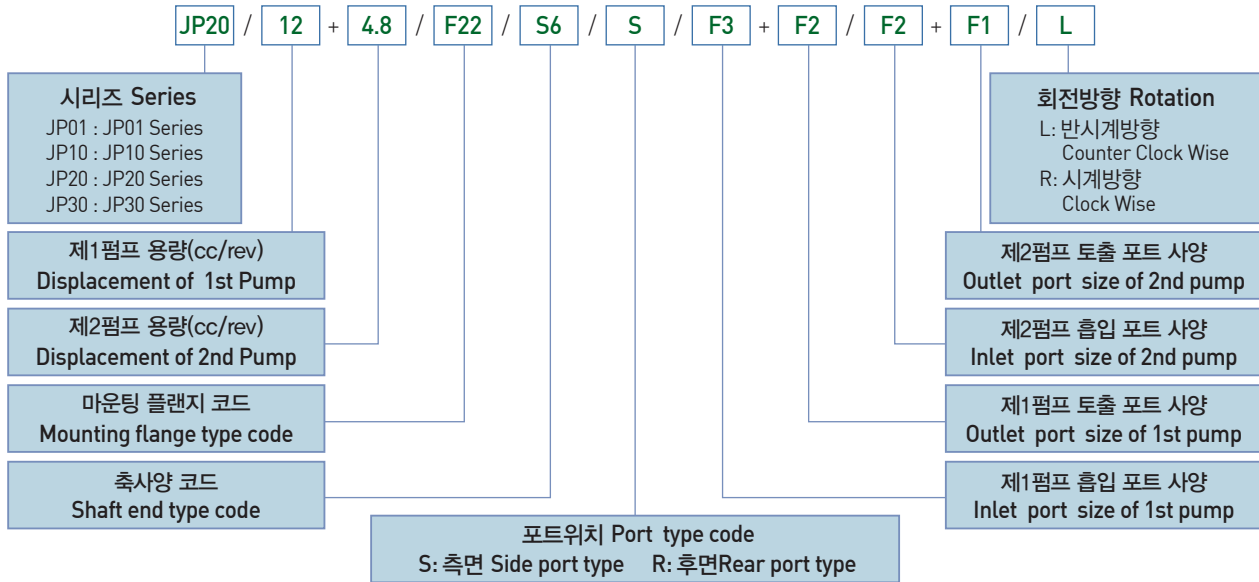 JP20 / 12 + 4.8 / F22 / S6 / S / F3 + F2 / F2 + F1 / L
시리즈 Series
JP01 : JP01 Series
JP10 : JP10 Series
JP20 : JP20 Series
JP30 : JP30 Series
회전방향 Rotation
L: 반시계방향
Counter Clock Wise
R: 시계방향
Clock Wise
제1펌프 용량(cc/rev)
Displacement of 1st Pump
제2펌프 토출 포트 사양
Outlet port size of 2nd pump
제2펌프 용량(cc/rev)
Displacement of 2nd Pump
제2펌프 흡입 포트 사양
Inlet port size of 2nd pump
마운팅 플랜지 코드
Mounting flange type code
제1펌프 토출 포트 사양
Outlet port size of 1st pump
축사양 코드
Shaft end type code
제1펌프 흡입 포트 사양
Inlet port size of 1st pump
포트위치 Port type code
S: 측면 Side port type R: 후면Rear port type